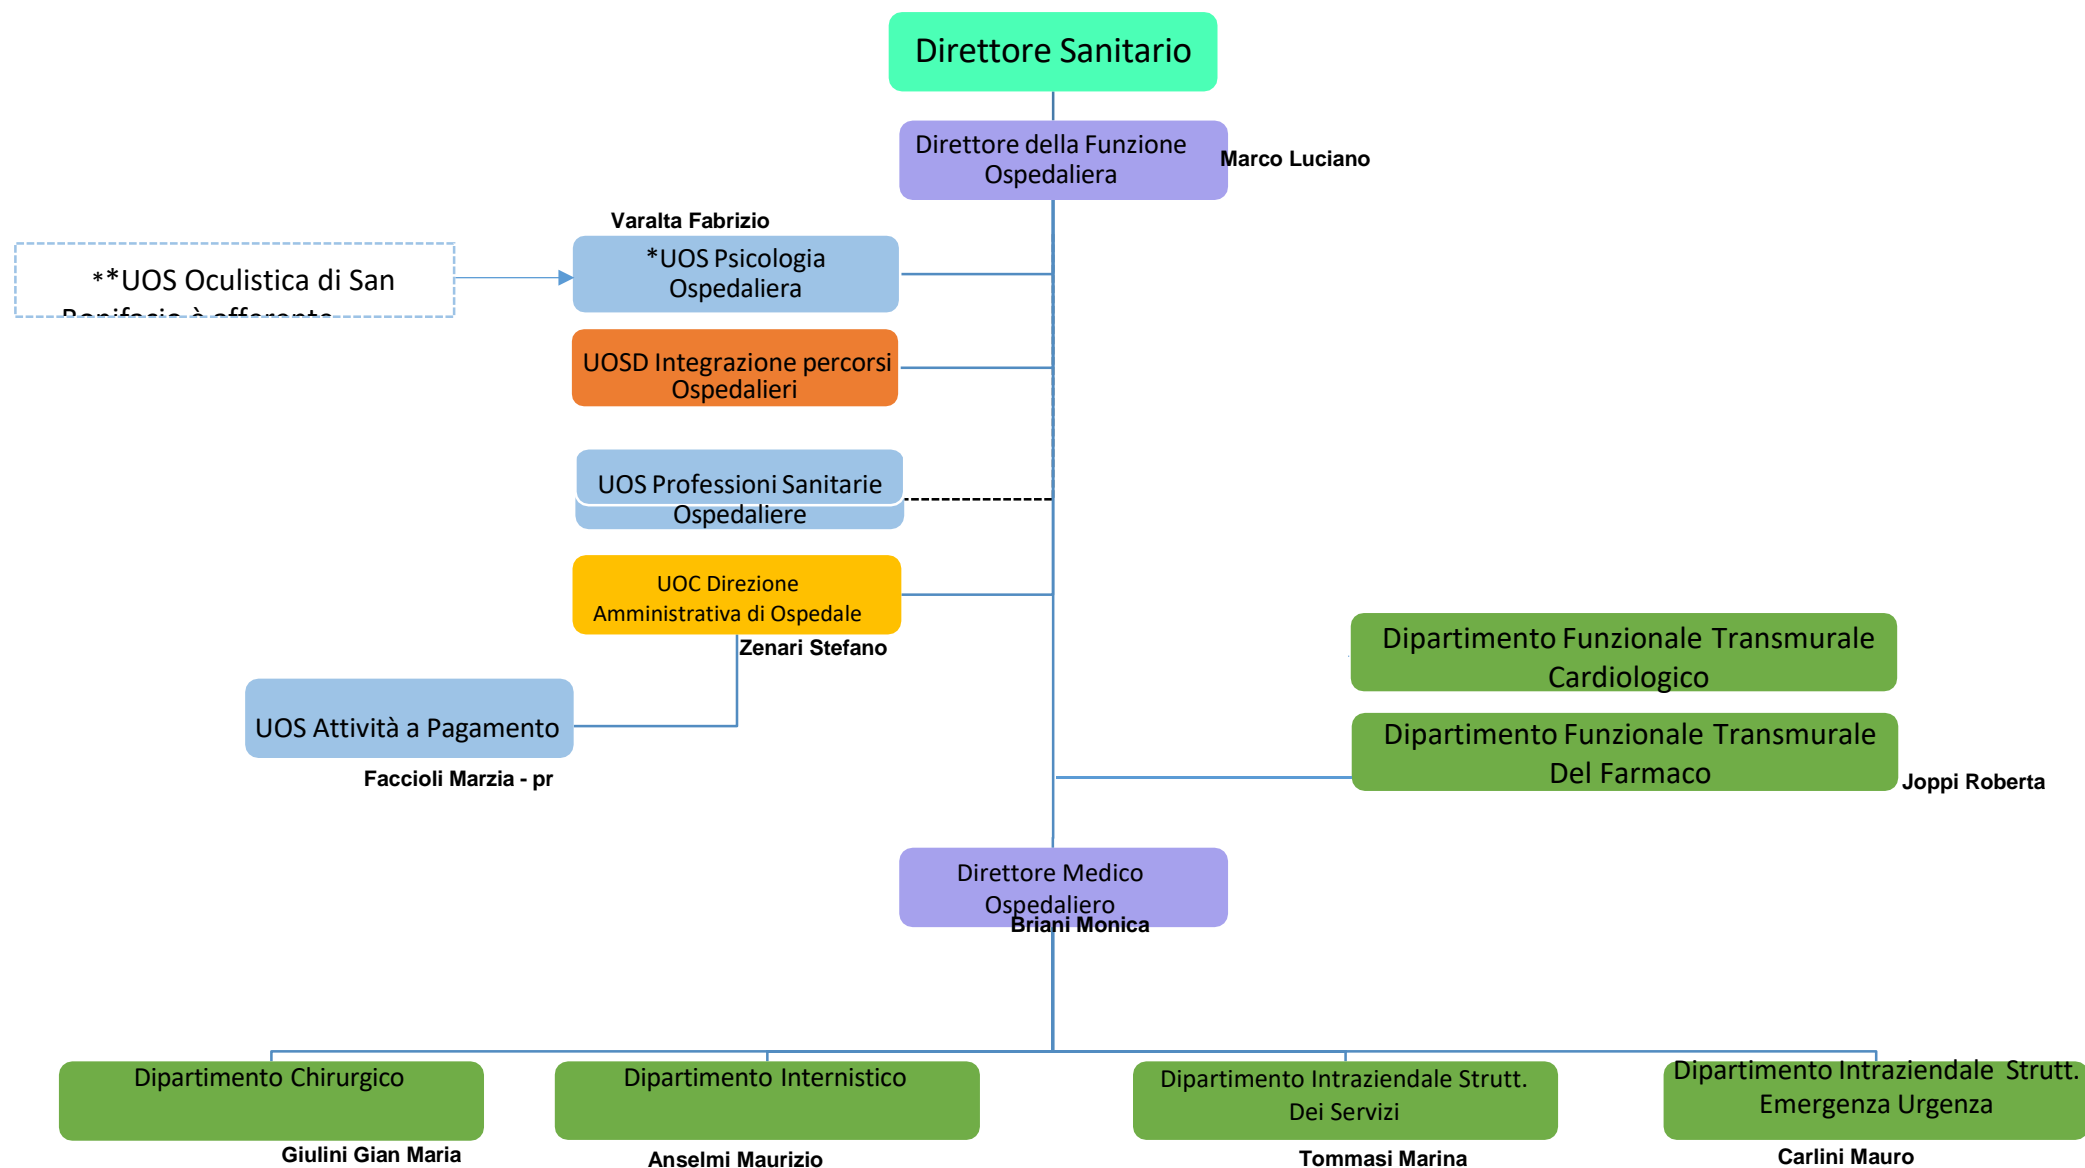 Direttore Sanitario
Direttore della Funzione
Ospedaliera
Marco Luciano
Varalta Fabrizio
*UOS Psicologia
Ospedaliera
**UOS Oculistica di San
Bonifacio è afferente
UOSD Integrazione percorsi
Ospedalieri
UOS Professioni Sanitarie
Ospedaliere
UOC Direzione
Amministrativa di Ospedale
Zenari Stefano
UOS Attività a Pagamento
Faccioli Marzia - pr
Dipartimento Funzionale Transmurale
Cardiologico
Dipartimento Funzionale Transmurale
Del Farmaco
Joppi Roberta
Direttore Medico
Ospedaliero
Briani Monica
Dipartimento Chirurgico
Giulini Gian Maria
Dipartimento Internistico
Anselmi Maurizio
Dipartimento Intraziendale Strutt.
Dei Servizi
Tommasi Marina
Dipartimento Intraziendale Strutt.
Emergenza Urgenza
Carlini Mauro